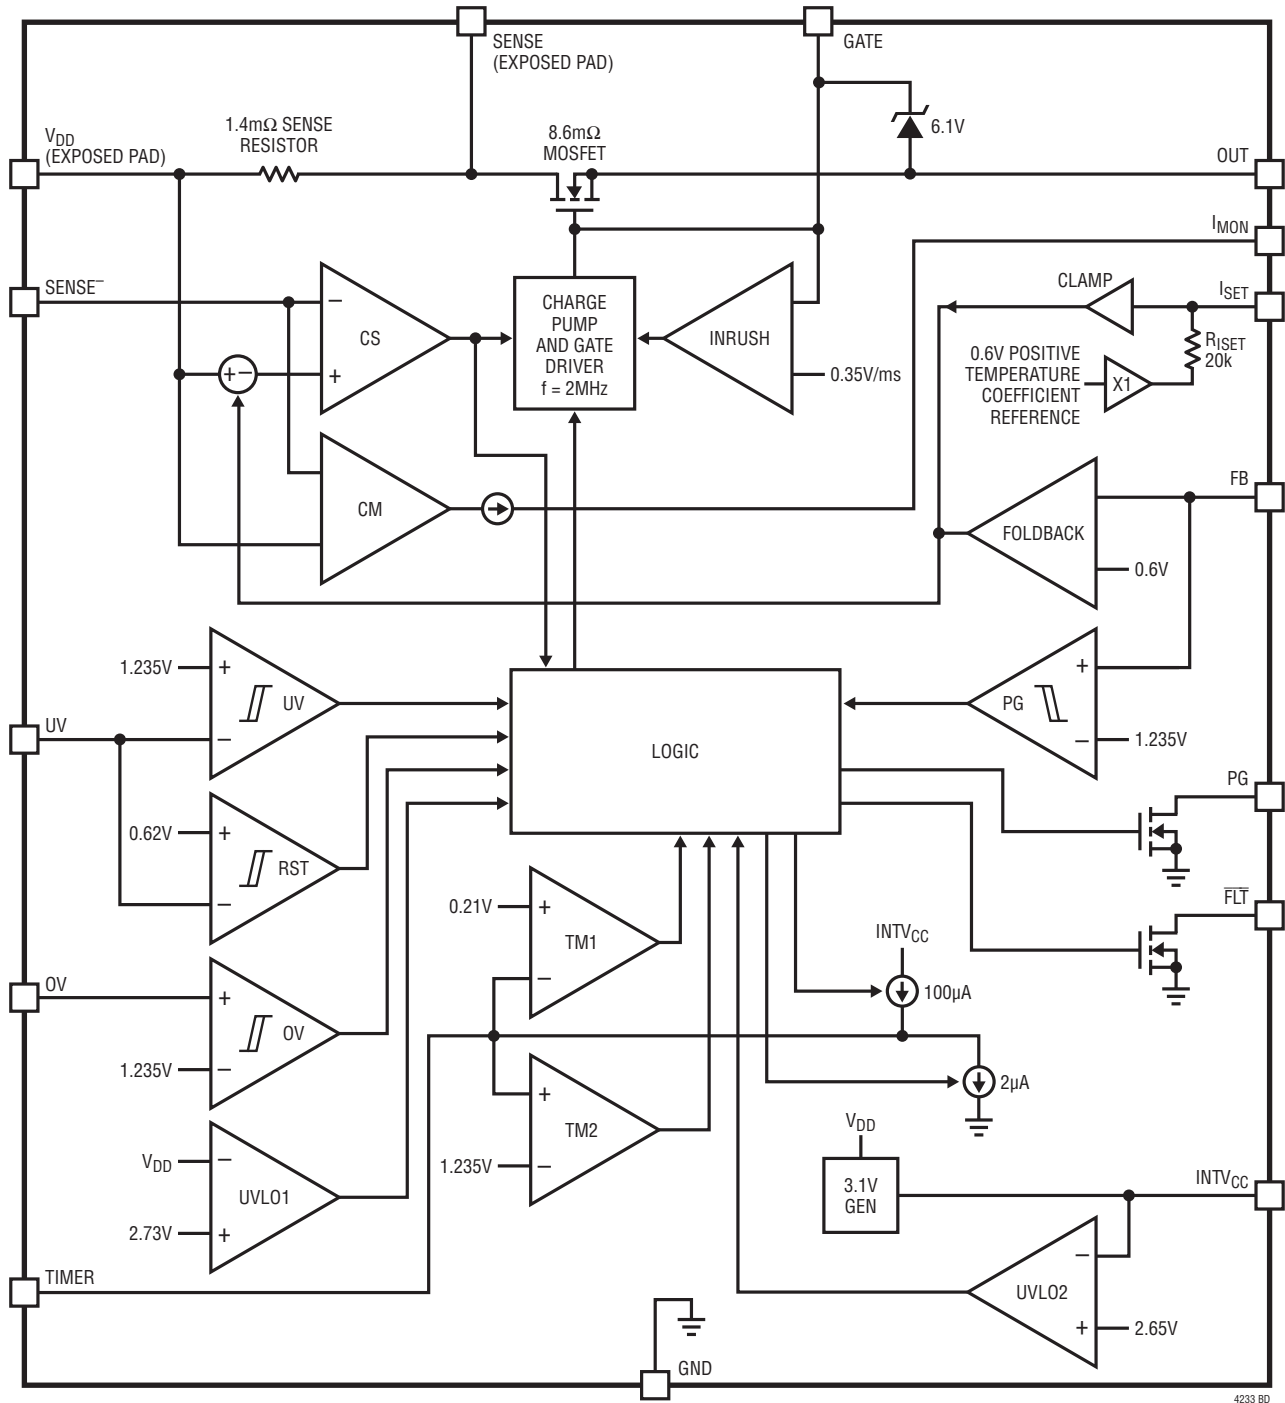 SENSE
(EXPOSED PAD)
GATE
1.4mΩ SENSE
RESISTOR
8.6mΩ
MOSFET
6.1V
VDD
(EXPOSED PAD)
OUT
IMON
SENSE–
CLAMP
ISET
–
CS
+
CHARGE
PUMP
AND GATE
DRIVER
f = 2MHz
INRUSH
0.35V/ms
RISET
20k
0.6V POSITIVE
TEMPERATURE
COEFFICIENT
REFERENCE
X1
+ –
CM
FB
FOLDBACK
0.6V
1.235V
+
UV
–
UV
LOGIC
+
PG
–
1.235V
PG
0.62V
+
RST
–
0.21V
+
TM1
–
INTVCC
100µA
FLT
OV
+
OV
1.235V
–
2µA
+
TM2
1.235V
–
VDD
3.1V
GEN
INTVCC
VDD
–
UVLO1
2.73V
+
–
UVLO2
+
2.65V
TIMER
GND
4233 BD